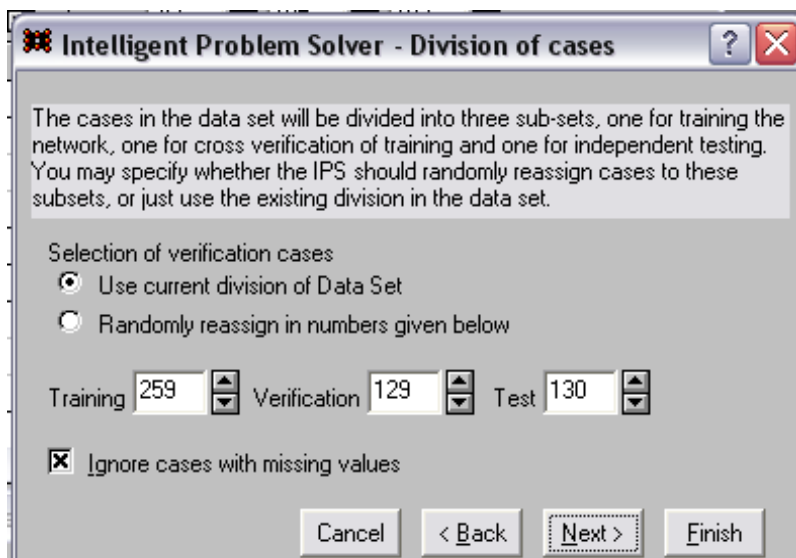 Intelligent Problem Solver - Division of cases
The cases in the data set will be divided into three sub-sets, one for training the
network, one for cross verification of training and one for independent testing.
You may specify whether the IPS should randomly reassign cases to these
subsets, or just use the existing division in the data set.
Selection of verification cases
Use current division of Data Set
Randomly reassign in numbers given below
Training 259 Verification 129 Test 130
Ignore cases with missing values
Cancel < Back Next > Finish